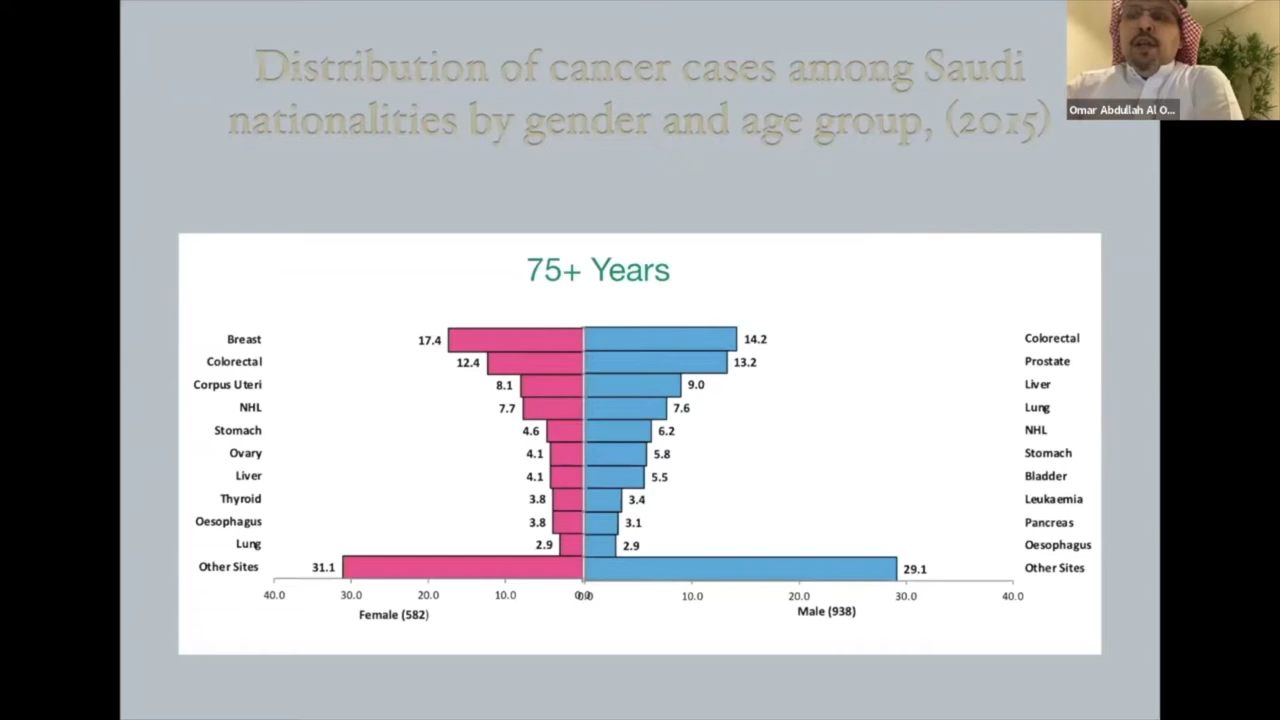 Distribution of cancer cases among Saudi
nationalities by gender and age group, (2015)
Omar Abdullah Al O...
75+ Years
Breast 17.4 14.2 Colorectal
Colorectal 12.4 13.2 Prostate
Corpus Uteri 8.1 9.0 Liver
NHL 7.7 7.6 Lung
Stomach 4.6 6.2 NHL
Ovary 4.1 5.8 Stomach
Liver 4.1 5.5 Bladder
Thyroid 3.8 3.4 Leukaemia
Oesophagus 3.8 3.1 Pancreas
Lung 2.9 2.9 Oesophagus
Other Sites 31.1 29.1 Other Sites
40.0 30.0 20.0 10.0 0.0 0.0 10.0 20.0 30.0 40.0
Female (582) Male (938)